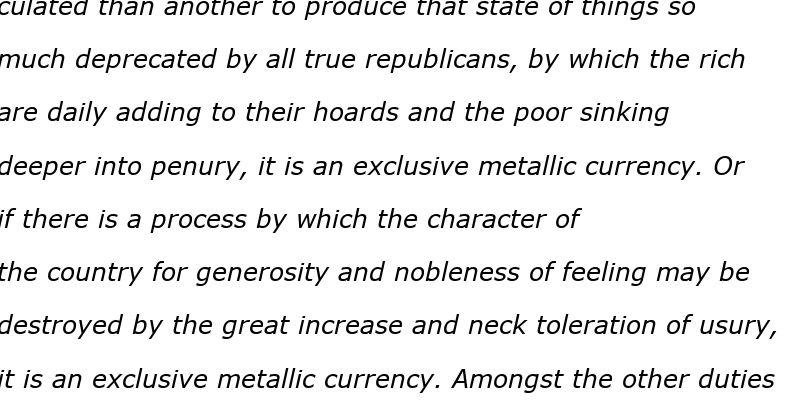 culated than another to produce that state of things so
much deprecated by all true republicans, by which the rich
are daily adding to their hoards and the poor sinking
deeper into penury, it is an exclusive metallic currency. Or
if there is a process by which the character of
the country for generosity and nobleness of feeling may be
destroyed by the great increase and neck toleration of usury,
it is an exclusive metallic currency. Amongst the other duties